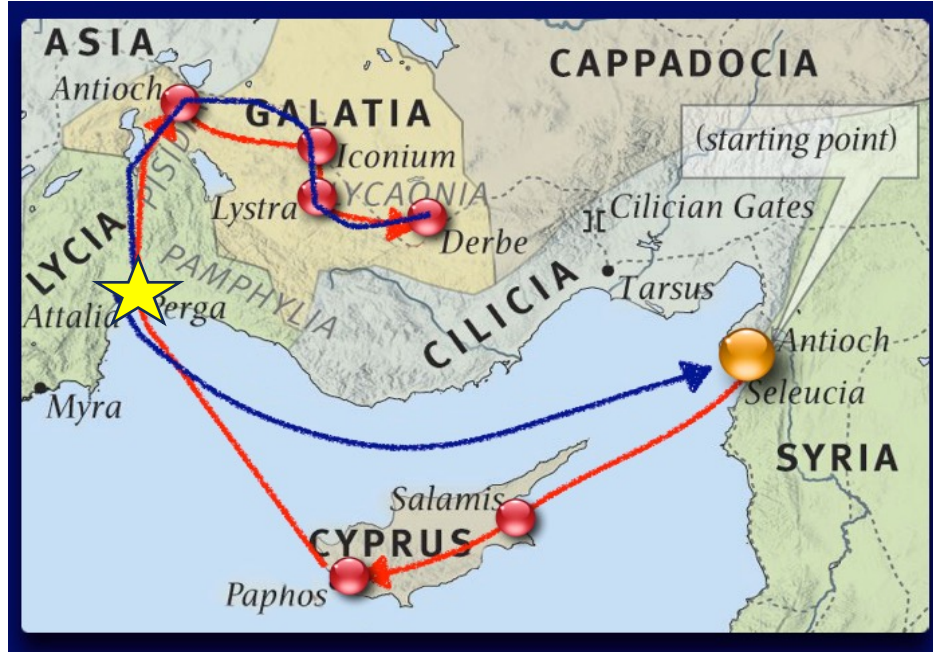 ASIA
CAPPADOCIA
Antioch
GALATIA
(starting point)
Iconium
PISIDIA
LYCAONIA
Lystra
Cilician Gates
Derbe
LYCIA
PAMPHYLIA
CILICIA
Tarsus
Attalia
Perga
Antioch
Seleucia
Myra
SYRIA
Salamis
CYPRUS
Paphos